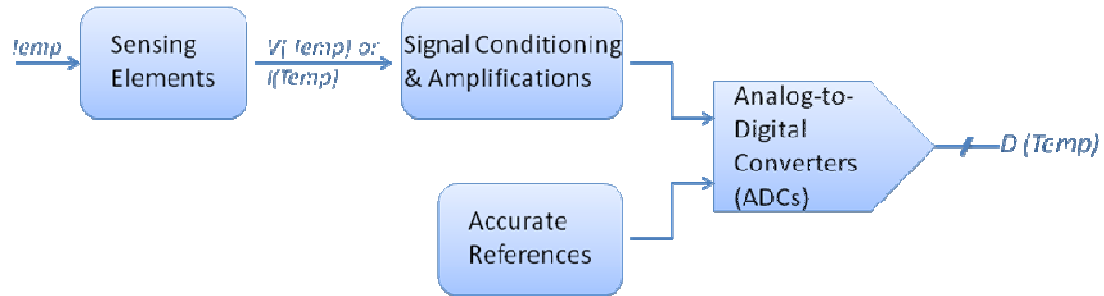 Temp
Sensing
Elements
V( Temp) or
I(Temp)
Signal Conditioning
& Amplifications
Analog-to-
Digital
Converters
(ADCs)
D (Temp)
Accurate
References